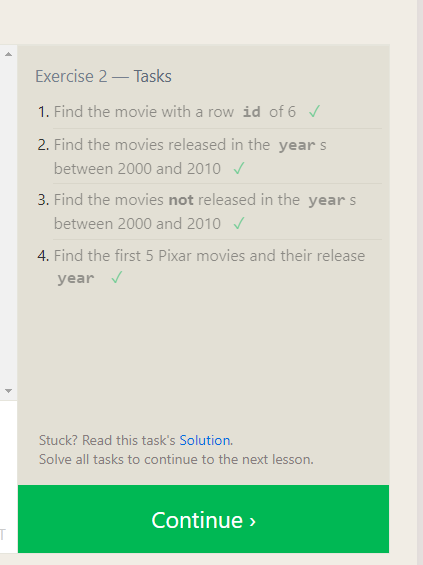 Exercise 2 — Tasks
1. Find the movie with a row id of 6 ✓
2. Find the movies released in the year s
between 2000 and 2010 ✓
3. Find the movies not released in the year s
between 2000 and 2010 ✓
4. Find the first 5 Pixar movies and their release
year ✓
Stuck? Read this task's Solution.
Solve all tasks to continue to the next lesson.
Continue ›
T